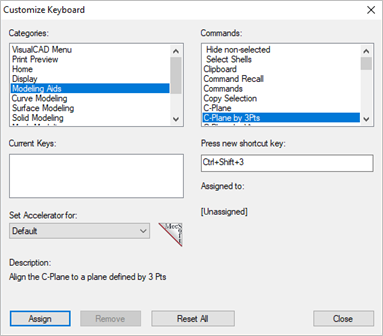 Customize Keyboard
Categories:
VisualCAD Menu
Print Preview
Home
Display
Modeling Aids
Curve Modeling
Surface Modeling
Solid Modeling
Commands:
Hide non-selected
Select Shells
Clipboard
Command Recall
Commands
Copy Selection
C-Plane
C-Plane by 3Pts
Current Keys:
Press new shortcut key:
Ctrl+Shift+3
Assigned to:
[Unassigned]
Set Accelerator for:
Default
Description:
Align the C-Plane to a plane defined by 3 Pts
Assign
Remove
Reset All
Close